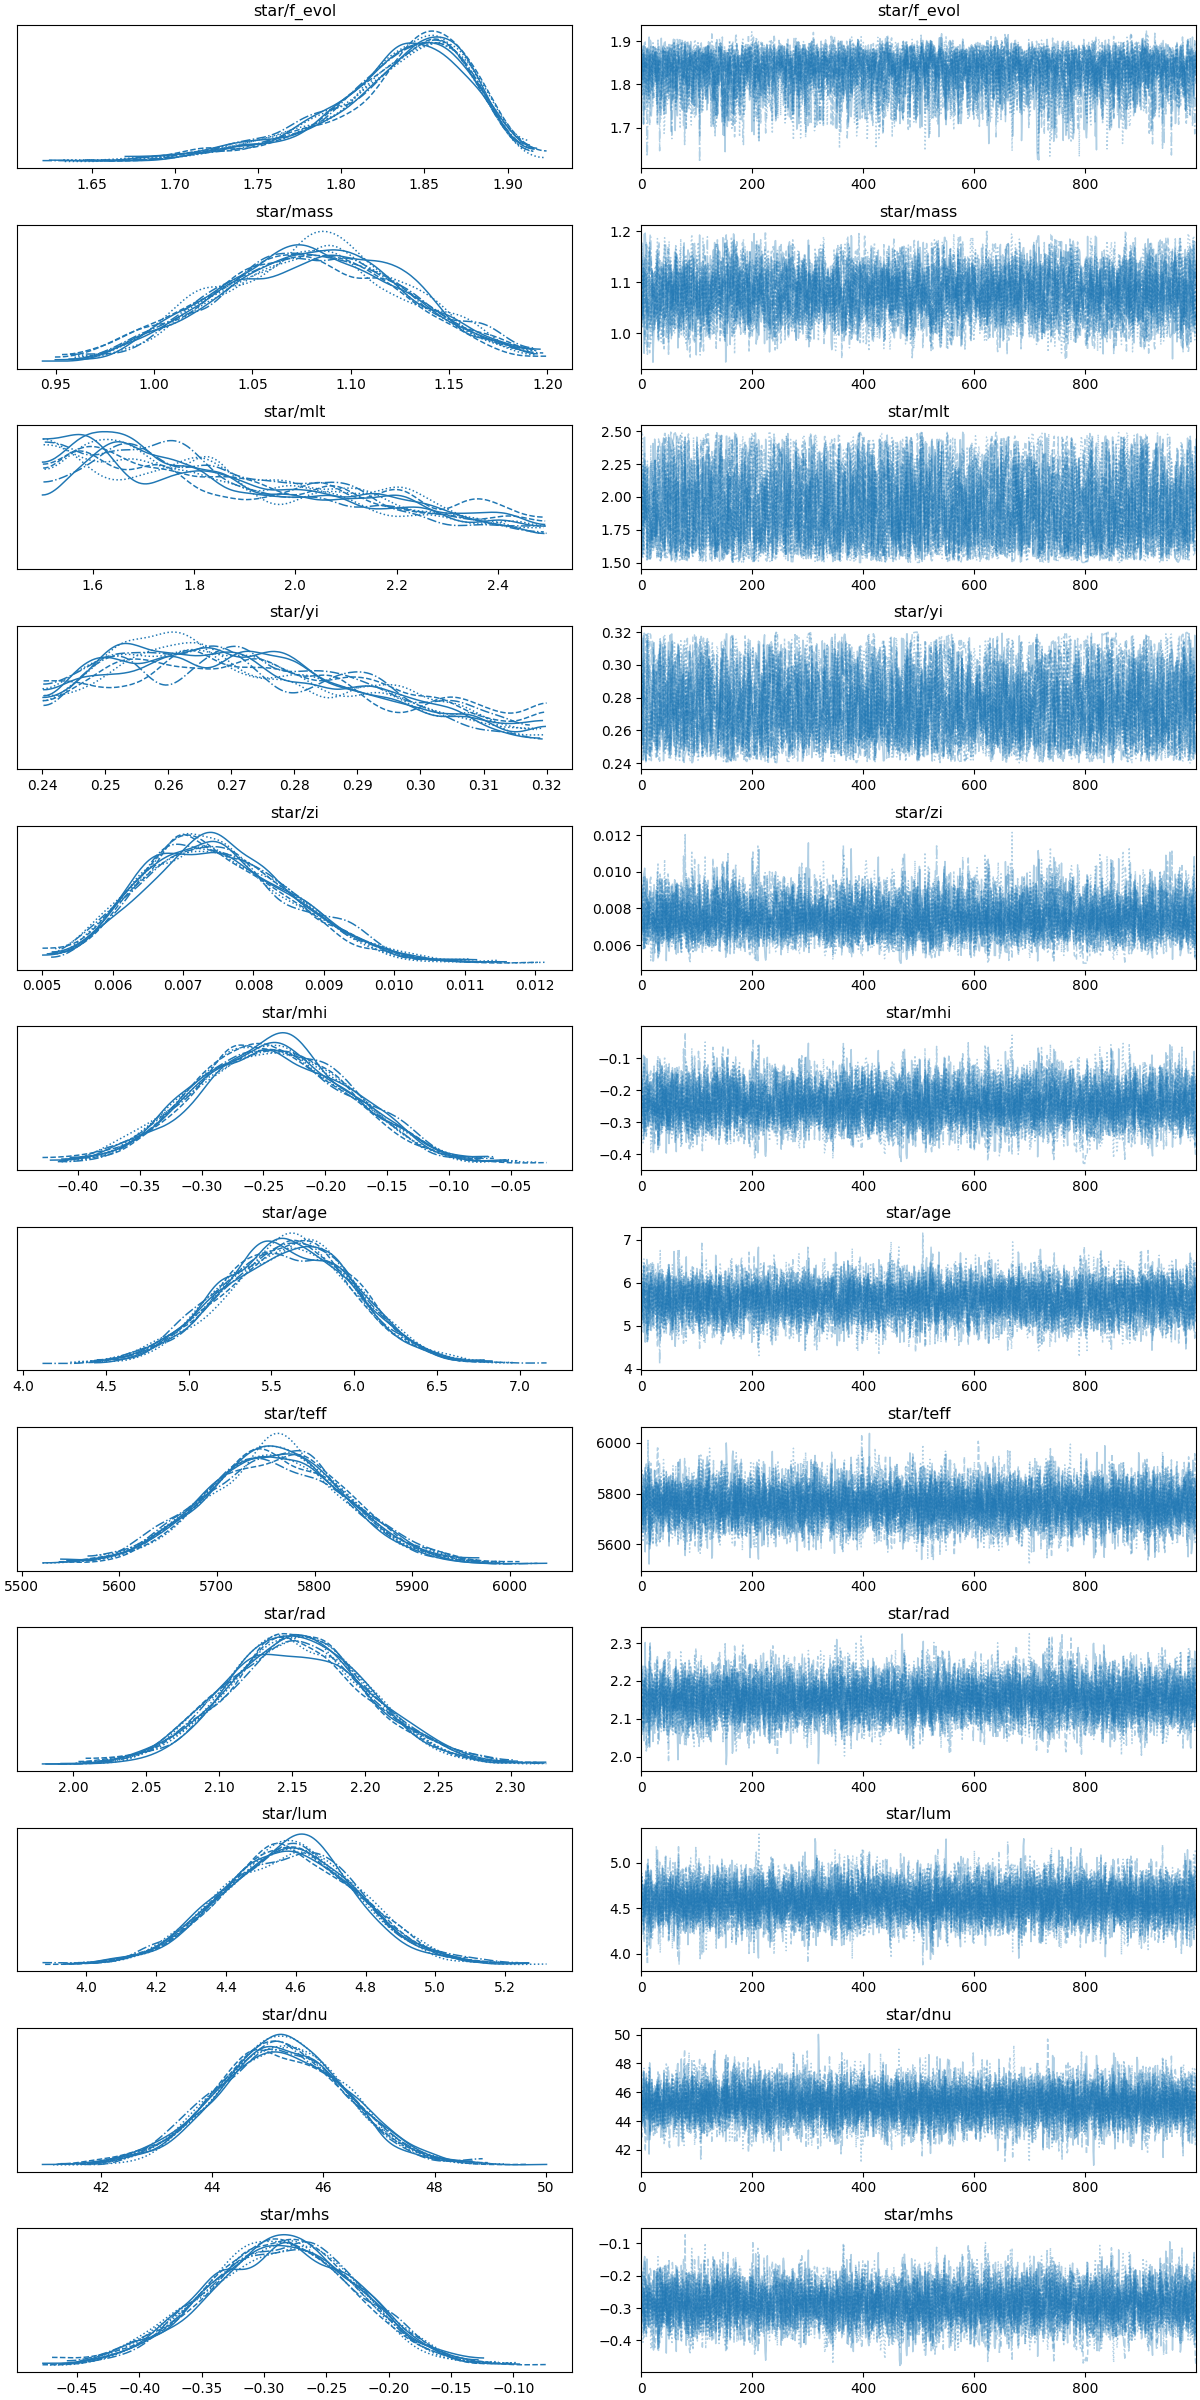 star/f_evol star/f_evol
1.9
1.8
1.7
1.65 1.70 1.75 1.80 1.85 1.90 0 200 400 600 800
star/mass star/mass
1.2
1.1
1.0
0.95 1.00 1.05 1.10 1.15 1.20 0 200 400 600 800
star/mlt star/mlt
2.50
2.25
2.00
1.75
1.50
1.6 1.8 2.0 2.2 2.4 0 200 400 600 800
star/yi star/yi
0.32
0.30
0.28
0.26
0.24
0.24 0.25 0.26 0.27 0.28 0.29 0.30 0.31 0.32 0 200 400 600 800
star/zi star/zi
0.012
0.010
0.008
0.006
0.005 0.006 0.007 0.008 0.009 0.010 0.011 0.012 0 200 400 600 800
star/mhi star/mhi
−0.1
−0.2
−0.3
−0.4
−0.40 −0.35 −0.30 −0.25 −0.20 −0.15 −0.10 −0.05 0 200 400 600 800
star/age star/age
7
6
5
4
4.0 4.5 5.0 5.5 6.0 6.5 7.0 0 200 400 600 800
star/teff star/teff
6000
5800
5600
5500 5600 5700 5800 5900 6000 0 200 400 600 800
star/rad star/rad
2.3
2.2
2.1
2.0
2.00 2.05 2.10 2.15 2.20 2.25 2.30 0 200 400 600 800
star/lum star/lum
5.0
4.5
4.0
4.0 4.2 4.4 4.6 4.8 5.0 5.2 0 200 400 600 800
star/dnu star/dnu
50
48
46
44
42
42 44 46 48 50 0 200 400 600 800
star/mhs star/mhs
−0.1
−0.2
−0.3
−0.4
−0.45 −0.40 −0.35 −0.30 −0.25 −0.20 −0.15 −0.10 0 200 400 600 800